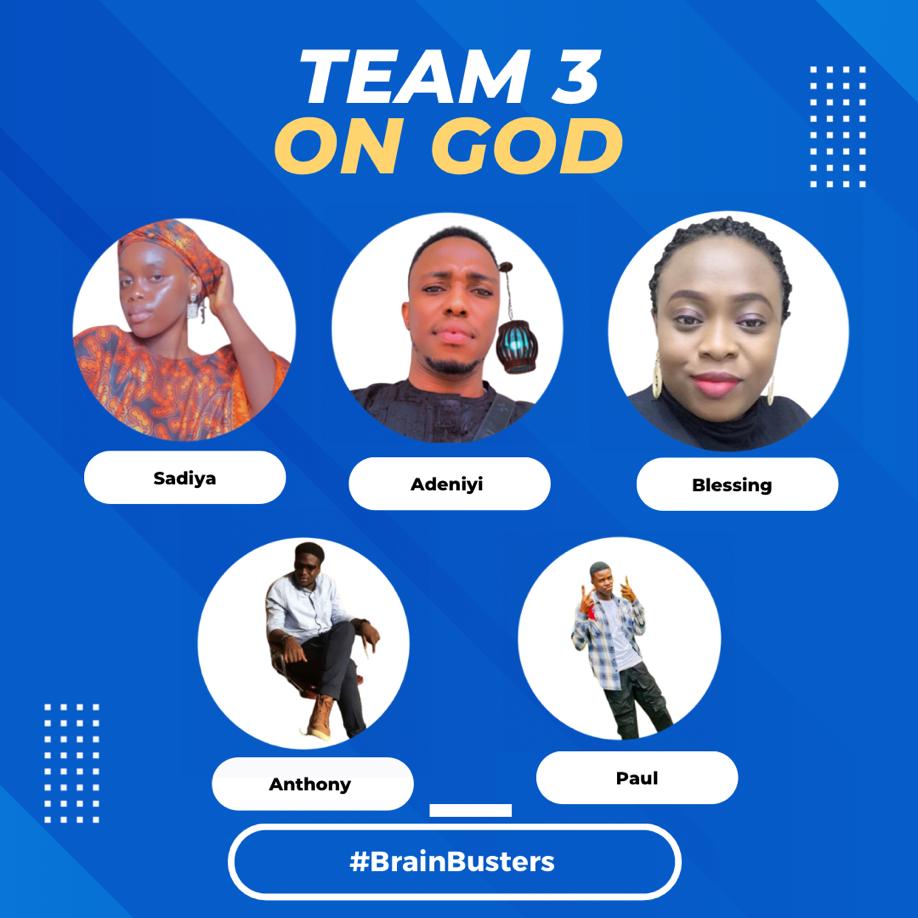 TEAM 3
ON GOD
Sadiya
Adeniyi
Blessing
Anthony
Paul
#BrainBusters